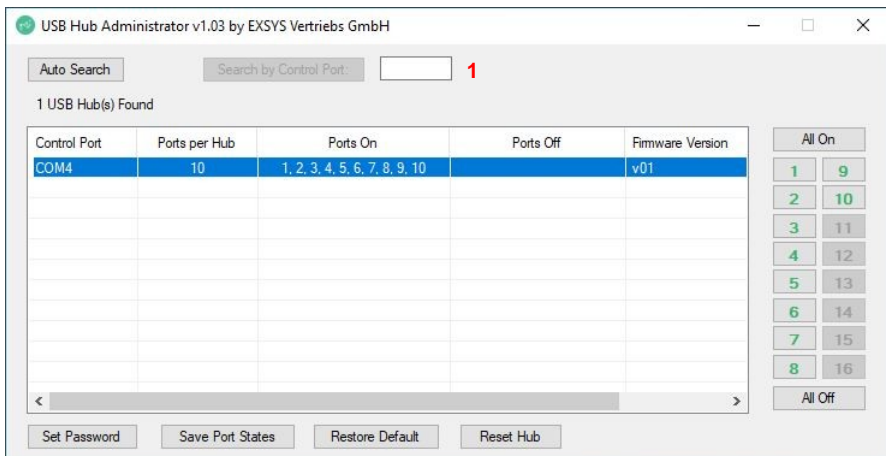 USB Hub Administrator v1.03 by EXSYS Vertriebs GmbH
Auto Search Search by Control Port: 1
1 USB Hub(s) Found
Control Port Ports per Hub Ports On Ports Off Firmware Version All On
COM4 10 1, 2, 3, 4, 5, 6, 7, 8, 9, 10 v01
1 9
2 10
3 11
4 12
5 13
6 14
7 15
8 16
All Off
Set Password Save Port States Restore Default Reset Hub